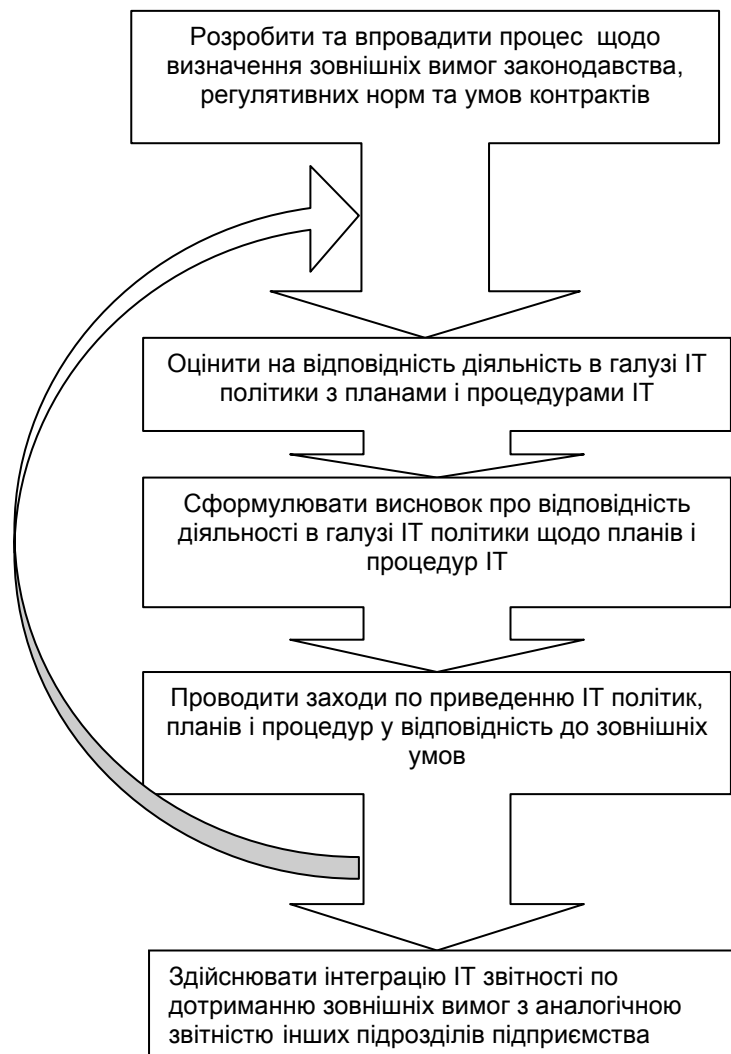 Розробити та впровадити процес щодо
визначення зовнішніх вимог законодавства,
регулятивних норм та умов контрактів
Оцінити на відповідність діяльність в галузі ІТ
політики з планами і процедурами ІТ
Сформулювати висновок про відповідність
діяльності в галузі ІТ політики щодо планів і
процедур ІТ
Проводити заходи по приведенню ІТ політик,
планів і процедур у відповідність до зовнішніх
умов
Здійснювати інтеграцію ІТ звітності по
дотриманню зовнішніх вимог з аналогічною
звітністю інших підрозділів підприємства